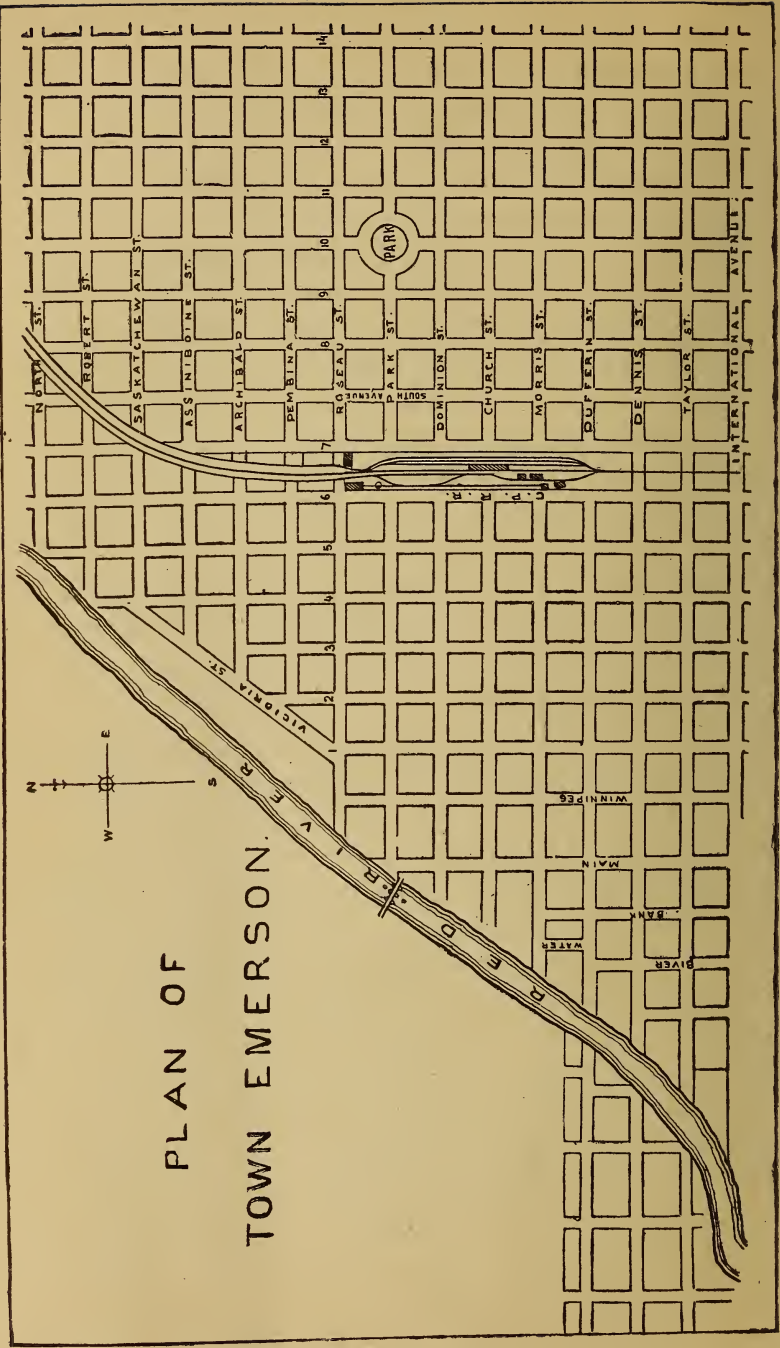 PLAN OF
TOWN EMERSON.
N
E
S
W
NORTH ST.
ROBERT ST.
SASKATCHEWAN ST.
ASSINIBOINE ST.
ARCHIBALD ST.
PEMBINA ST.
ROSEAU ST.
PARK ST.
DOMINION ST.
CHURCH ST.
MORRIS ST.
DUFFERIN ST.
DENNIS ST.
TAYLOR ST.
INTERNATIONAL AVENUE.
SOUTH AVENUE
PARK
VICTORIA ST.
1
2
3
4
5
6
7
8
9
10
11
12
13
14
C. P. R. R.
RED RIVER
WINNIPEG
MAIN
BANK
WATER
RIVER